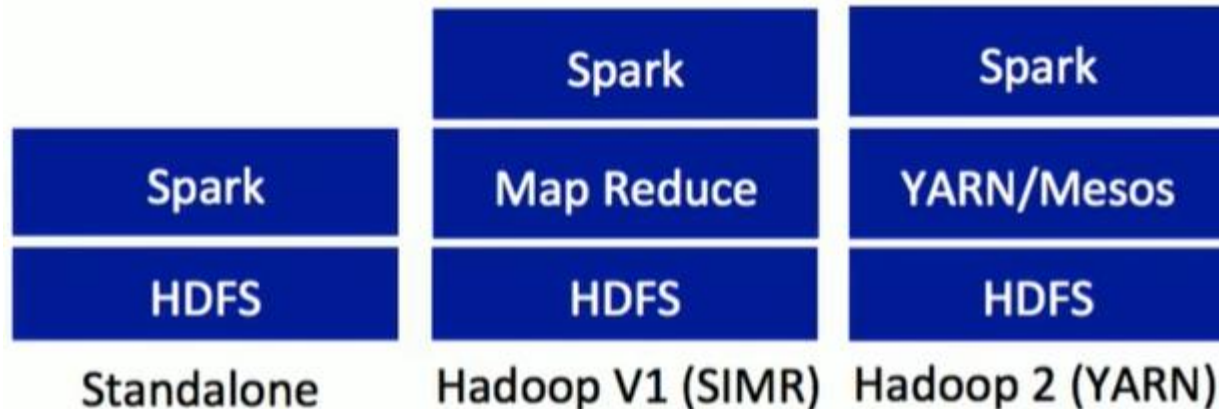 Spark
HDFS
Standalone
Spark
Map Reduce
HDFS
Hadoop V1 (SIMR)
Spark
YARN/Mesos
HDFS
Hadoop 2 (YARN)